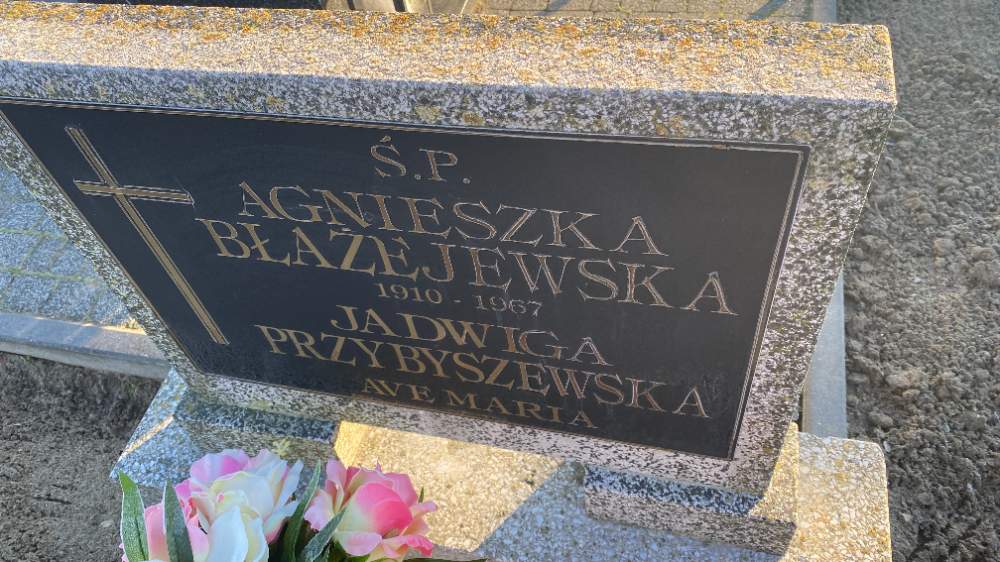 Ś.P.
AGNIESZKA
BŁAŻEJEWSKA
1910 - 1967
JADWIGA
PRZYBYSZEWSKA
AVE MARIA